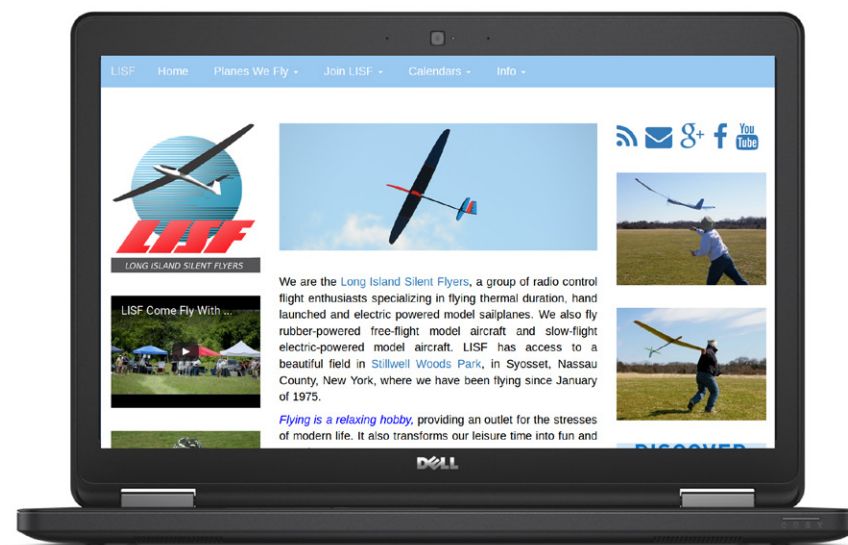 LISF Home Planes We Fly Join LISF Calendars Info
LISF
LONG ISLAND SILENT FLYERS
LISF Come Fly With ...
We are the Long Island Silent Flyers, a group of radio control
flight enthusiasts specializing in flying thermal duration, hand
launched and electric powered model sailplanes. We also fly
rubber-powered free-flight model aircraft and slow-flight
electric-powered model aircraft. LISF has access to a
beautiful field in Stillwell Woods Park, in Syosset, Nassau
County, New York, where we have been flying since January
of 1975.
Flying is a relaxing hobby, providing an outlet for the stresses
of modern life. It also transforms our leisure time into fun and
g+ f You
Tube
DISCOVER
DELL